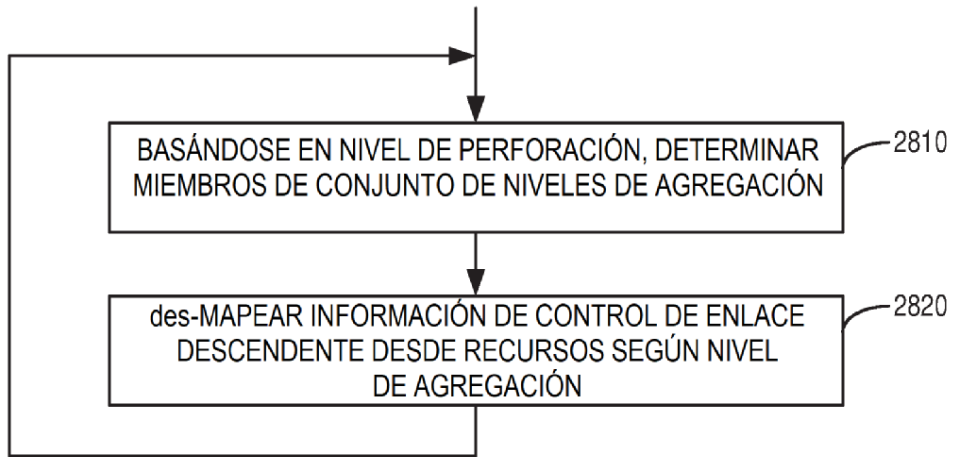 BASÁNDOSE EN NIVEL DE PERFORACIÓN, DETERMINAR
MIEMBROS DE CONJUNTO DE NIVELES DE AGREGACIÓN
2810
des-MAPEAR INFORMACIÓN DE CONTROL DE ENLACE
DESCENDENTE DESDE RECURSOS SEGÚN NIVEL
DE AGREGACIÓN
2820